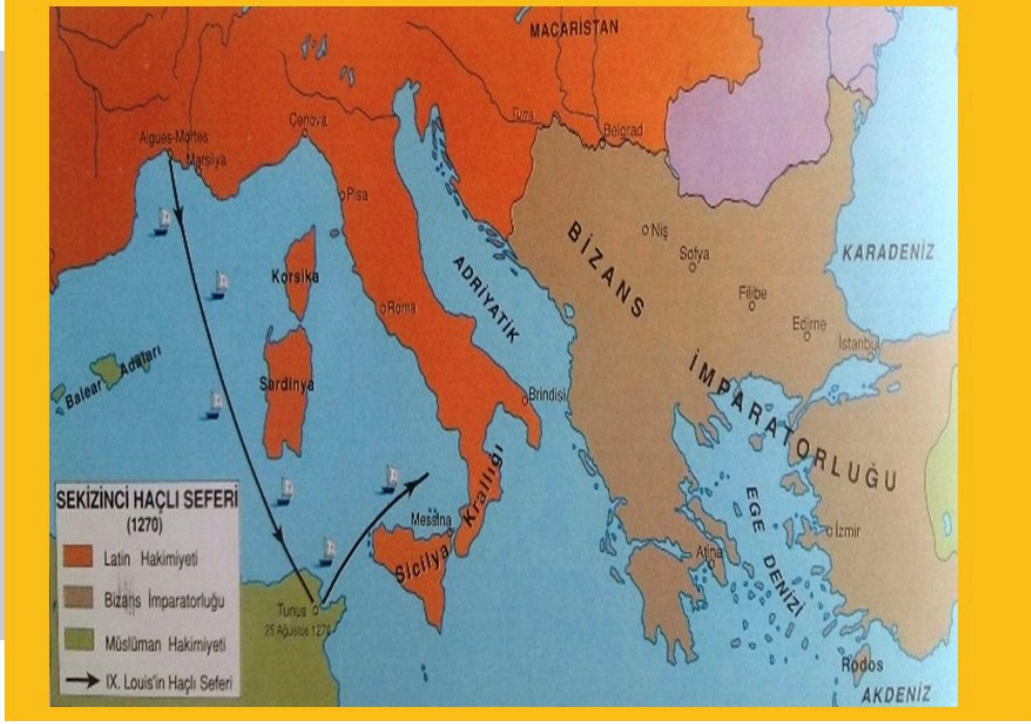 MACARİSTAN
Tuna
Belgrad
Cenova
Aigues-Mortes
Marsilya
Pisa
Niş
BİZANS
Sofya
KARADENİZ
Korsika
ADRİYATİK
Filibe
Roma
Edirne
İstanbul
İMPARATORLUĞU
Balear Adaları
Sardinya
Brindisi
SEKİZİNCİ HAÇLI SEFERİ
(1270)
Latin Hakimiyeti
Bizans İmparatorluğu
Müslüman Hakimiyeti
IX. Louis'in Haçlı Seferi
Messina
Sicilya Krallığı
EGE DENİZİ
İzmir
Atina
Tunus
25 Ağustos 1270
Rodos
AKDENİZ